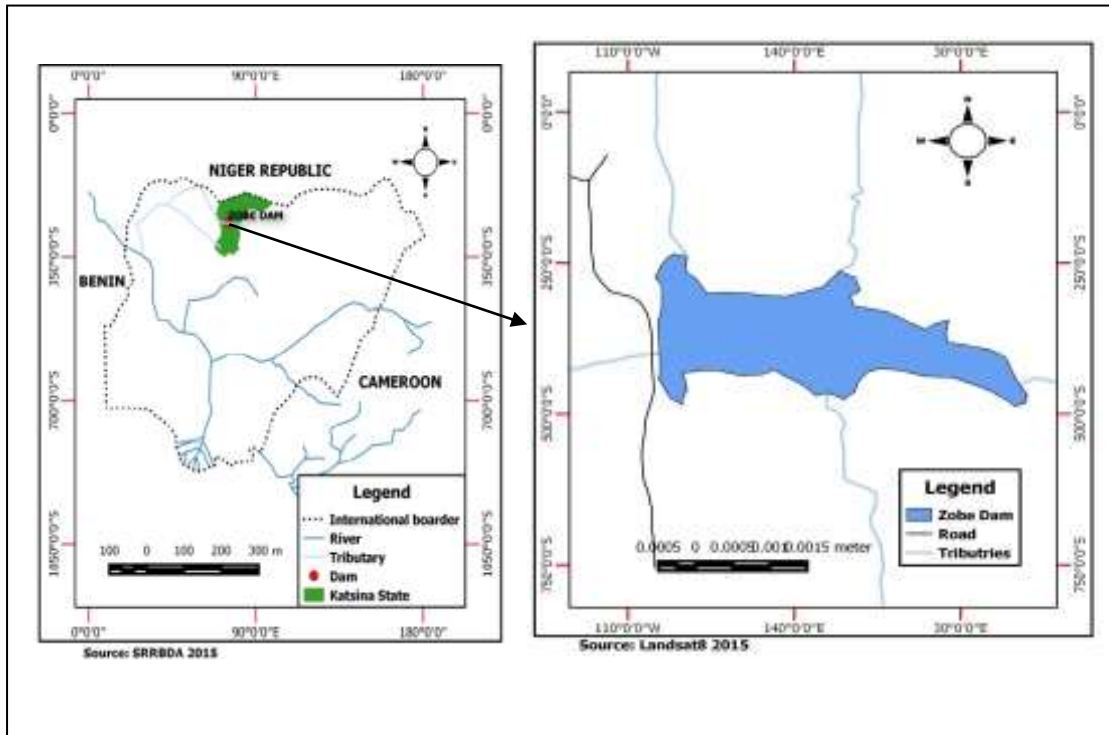 0°0'0" 90°0'0"E 180°0'0"
0°0'0"
NIGER REPUBLIC
ZOBE DAM
BENIN
350°0'0"S 350°0'0"S
CAMEROON
700°0'0"S 700°0'0"S
Legend
International boarder
River
Tributary
Dam
Katsina State
100 0 100 200 300 m
1050°0'0"S 1050°0'0"S
0°0'0" 90°0'0"E 180°0'0"
Source: SRRBDA 2015
110°0'0"W 140°0'0"E 30°0'0"E
0°0'0" 0°0'0"
N
W E
S
250°0'0"S 250°0'0"S
500°0'0"S 500°0'0"S
Legend
Zobe Dam
Road
Tributries
0.0005 0 0.0005 0.001 0.0015 meter
750°0'0"S 750°0'0"S
110°0'0"W 140°0'0"E 30°0'0"E
Source: Landsat8 2015